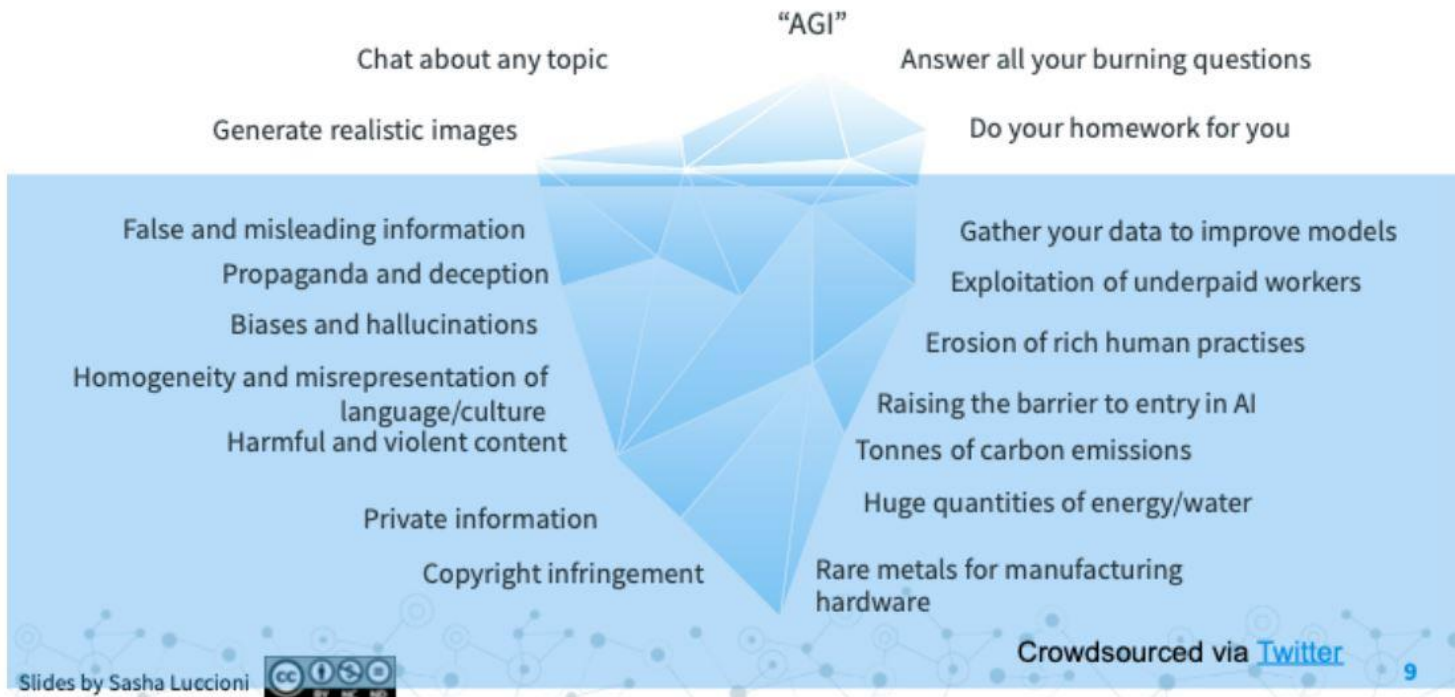 “AGI”
Chat about any topic
Answer all your burning questions
Generate realistic images
Do your homework for you
False and misleading information
Propaganda and deception
Biases and hallucinations
Homogeneity and misrepresentation of
language/culture
Harmful and violent content
Private information
Copyright infringement
Gather your data to improve models
Exploitation of underpaid workers
Erosion of rich human practises
Raising the barrier to entry in AI
Tonnes of carbon emissions
Huge quantities of energy/water
Rare metals for manufacturing
hardware
Crowdsourced via Twitter
9
Slides by Sasha Luccioni
cc
BY NC ND